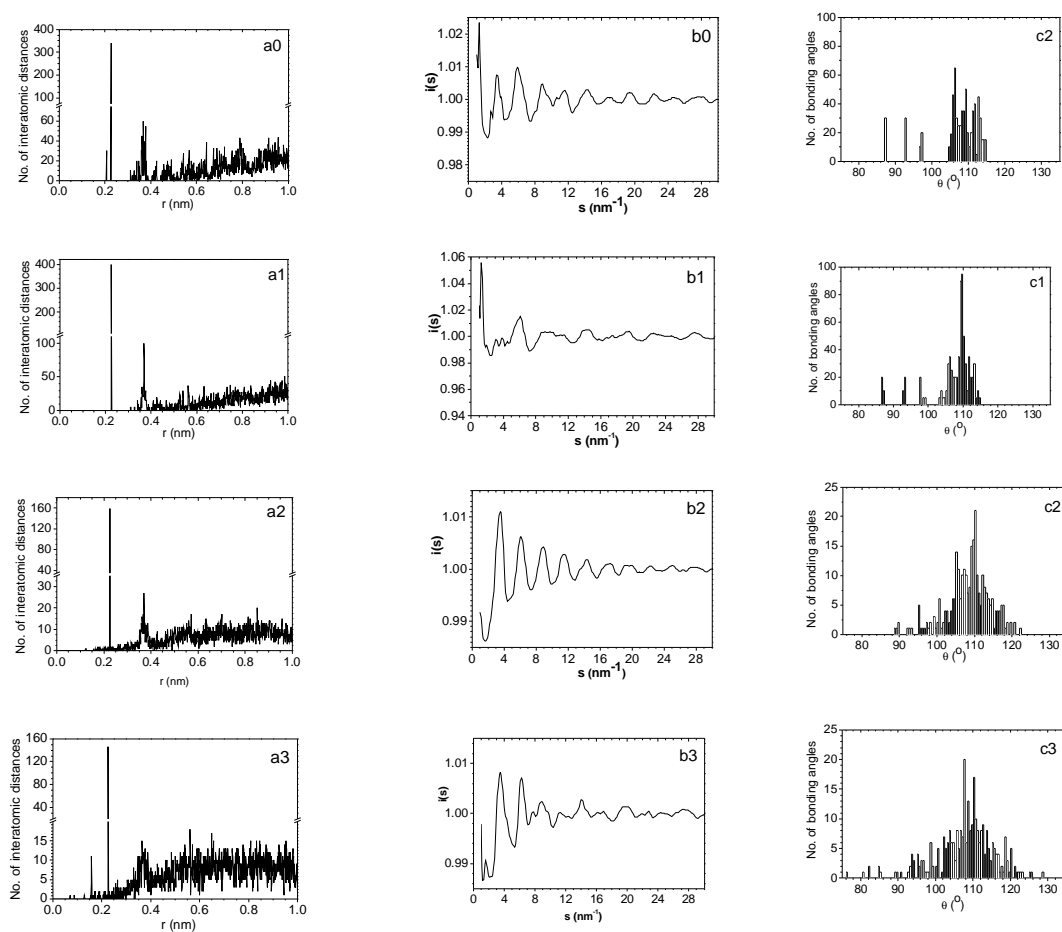 a0
No. of interatomic distances
400
300
200
100
60
40
20
0
0.0 0.2 0.4 0.6 0.8 1.0
r (nm)
b0
i(s)
1.02
1.01
1.00
0.99
0.98
0 4 8 12 16 20 24 28
s (nm-1)
c2
No. of bonding angles
100
80
60
40
20
0
80 90 100 110 120 130
θ (o)
a1
No. of interatomic distances
400
300
200
100
50
0
0.0 0.2 0.4 0.6 0.8 1.0
r (nm)
b1
i(s)
1.06
1.04
1.02
1.00
0.98
0.96
0.94
0 4 8 12 16 20 24 28
s (nm-1)
c1
No. of bonding angles
100
80
60
40
20
0
80 90 100 110 120 130
θ (o)
a2
No. of interatomic distances
160
120
80
40
30
20
10
0
0.0 0.2 0.4 0.6 0.8 1.0
r (nm)
b2
i(s)
1.01
1.00
0.99
0 4 8 12 16 20 24 28
s (nm-1)
c2
No. of bonding angles
25
20
15
10
5
0
80 90 100 110 120 130
θ (o)
a3
No. of interatomic distances
160
140
120
100
80
60
40
20
15
10
5
0
0.0 0.2 0.4 0.6 0.8 1.0
r (nm)
b3
i(s)
1.01
1.00
0.99
0 4 8 12 16 20 24 28
s (nm-1)
c3
No. of bonding angles
25
20
15
10
5
0
80 90 100 110 120 130
θ (o)